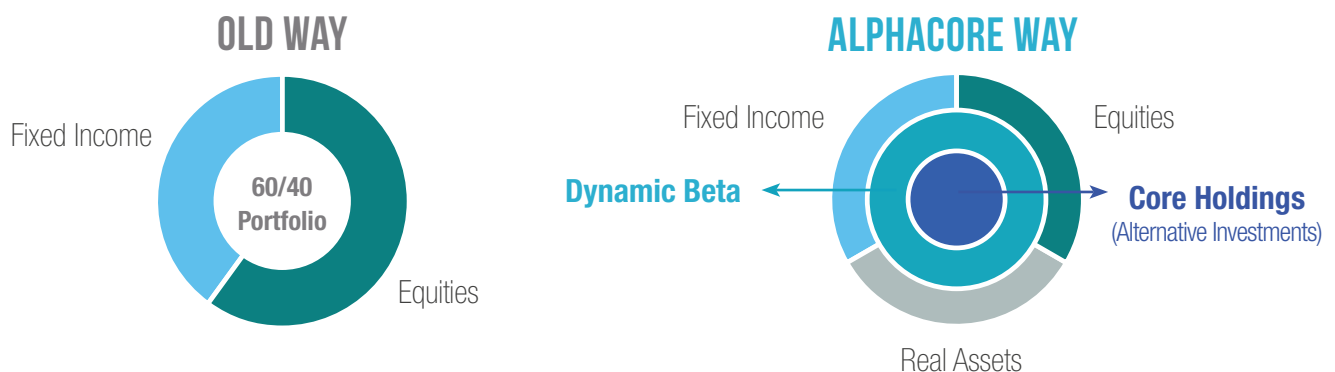 OLD WAY
Fixed Income
60/40
Portfolio
Equities
ALPHACORE WAY
Fixed Income
Equities
Dynamic Beta
Core Holdings
(Alternative Investments)
Real Assets